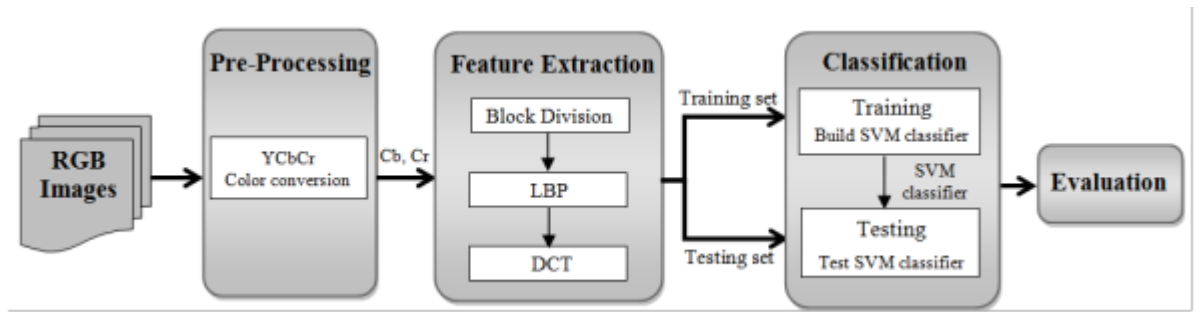 RGB
Images
Pre-Processing
YCbCr
Color conversion
Cb, Cr
Feature Extraction
Block Division
LBP
DCT
Training set
Testing set
Classification
Training
Build SVM classifier
SVM
classifier
Testing
Test SVM classifier
Evaluation